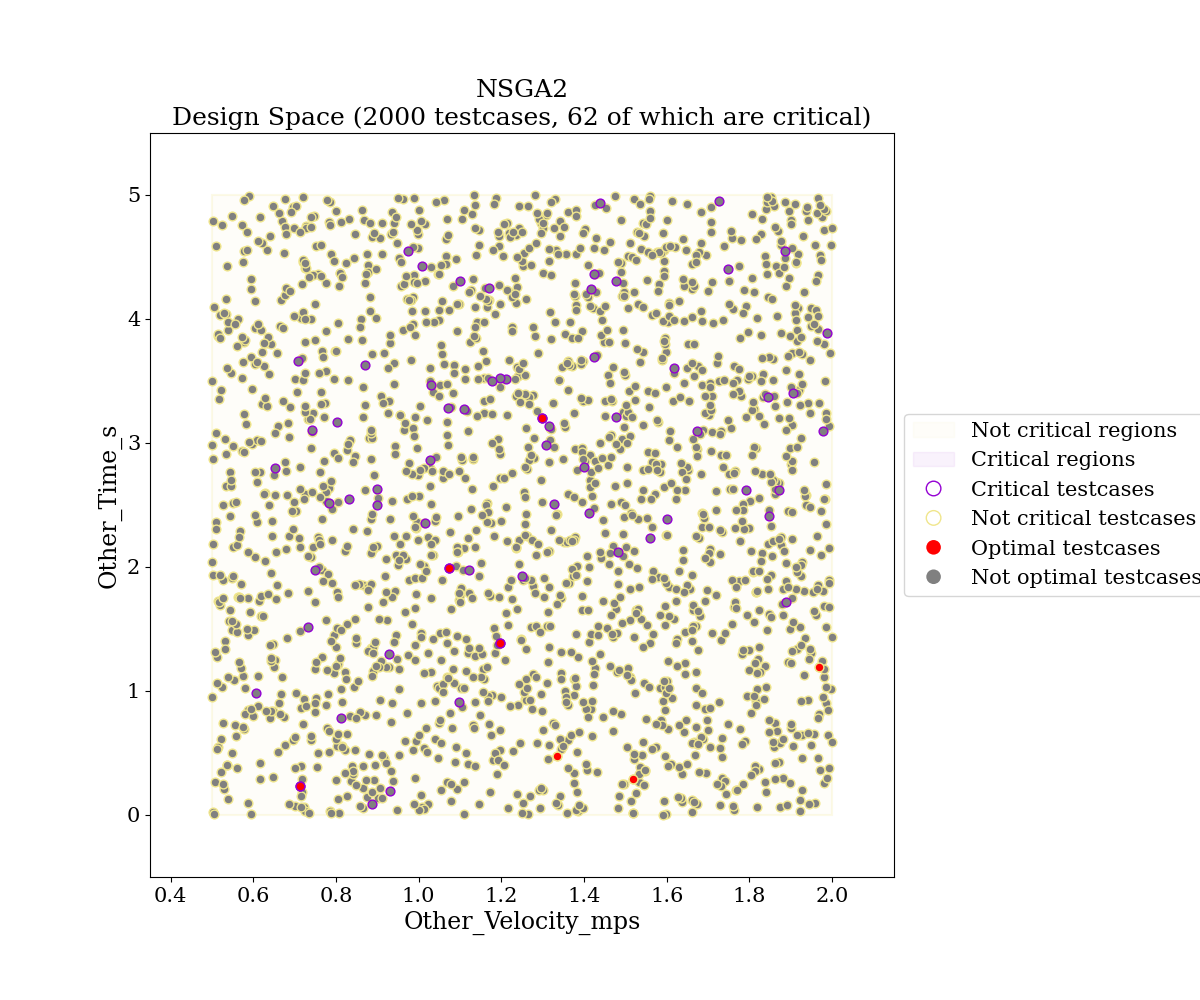 NSGA2
Design Space (2000 testcases, 62 of which are critical)
5
4
3
2
1
0
Other_Time_s
0.4 0.6 0.8 1.0 1.2 1.4 1.6 1.8 2.0
Other_Velocity_mps
Not critical regions
Critical regions
Critical testcases
Not critical testcases
Optimal testcases
Not optimal testcases